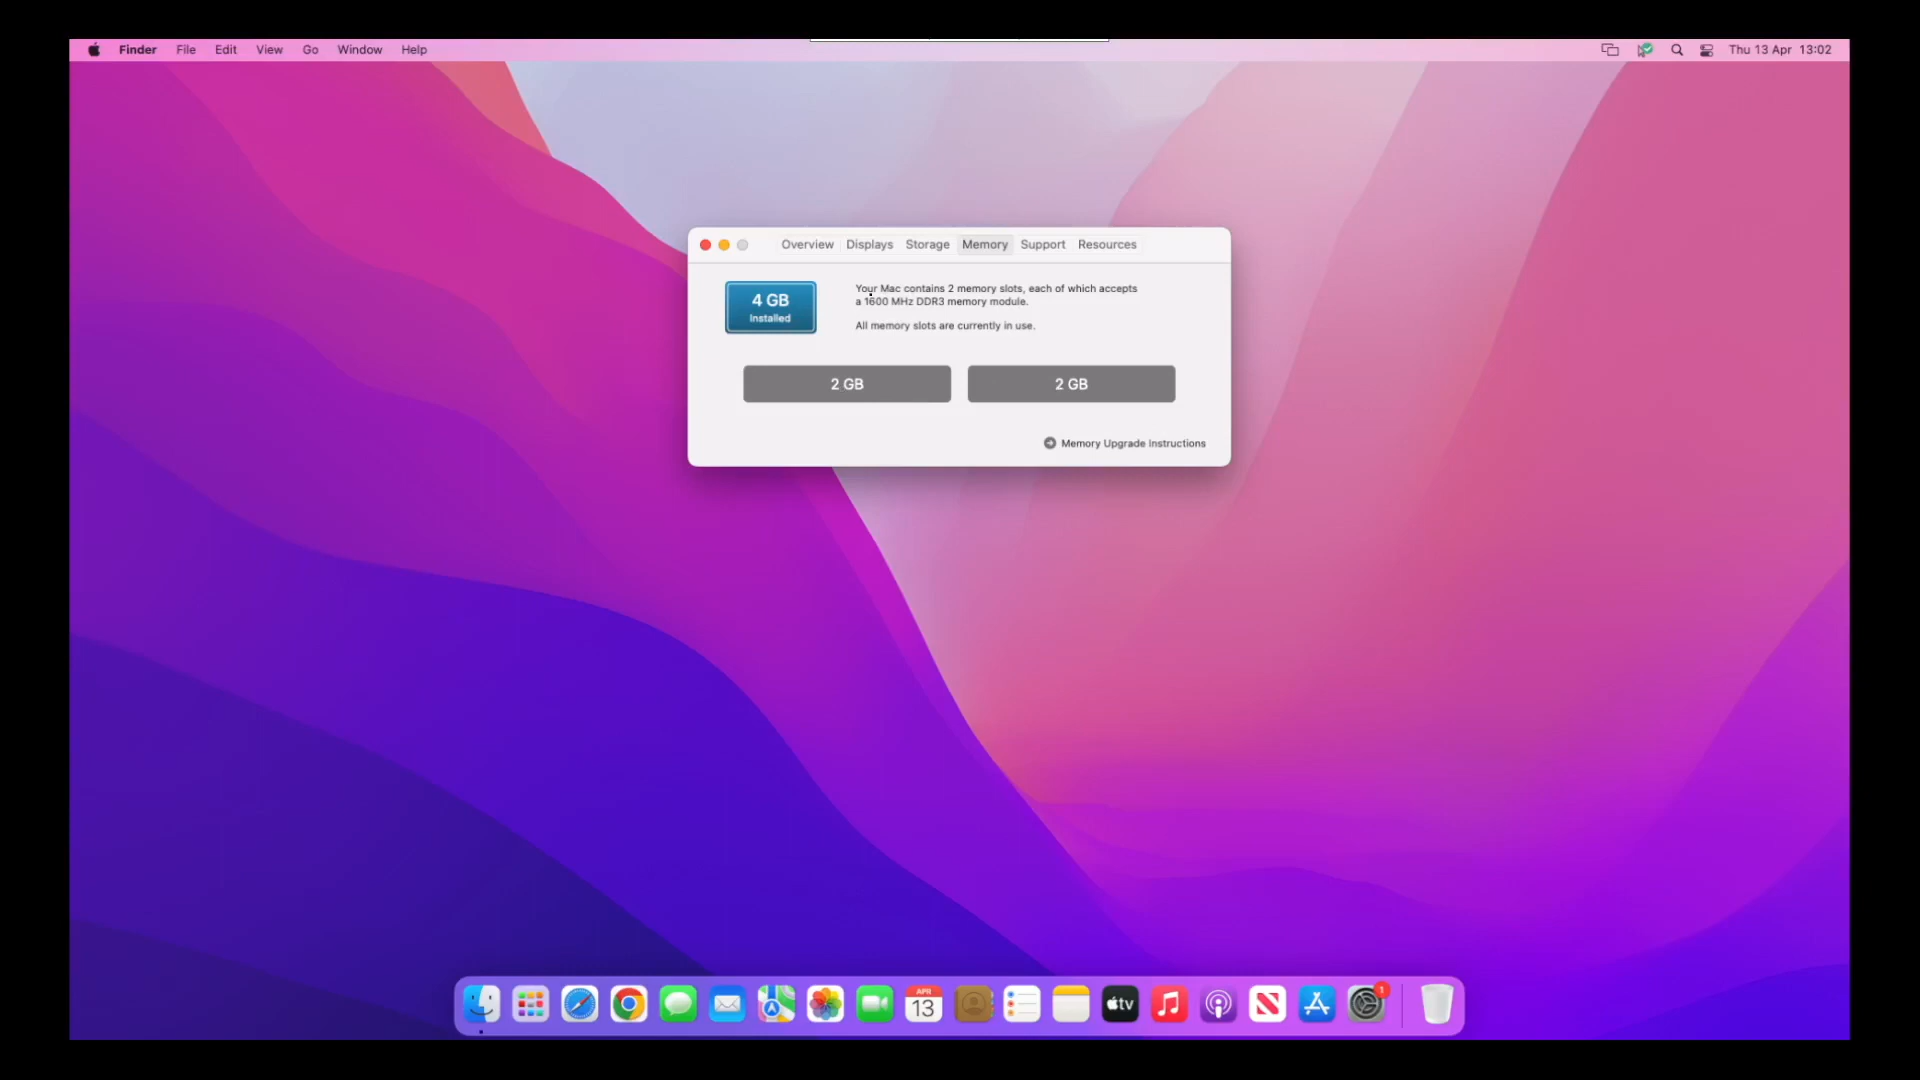 Finder File Edit View Go Window Help
Thu 13 Apr 13:02
Overview Displays Storage Memory Support Resources
4 GB
Installed
Your Mac contains 2 memory slots, each of which accepts
a 1600 MHz DDR3 memory module.
All memory slots are currently in use.
2 GB 2 GB
Memory Upgrade Instructions
APR
13
tv
1